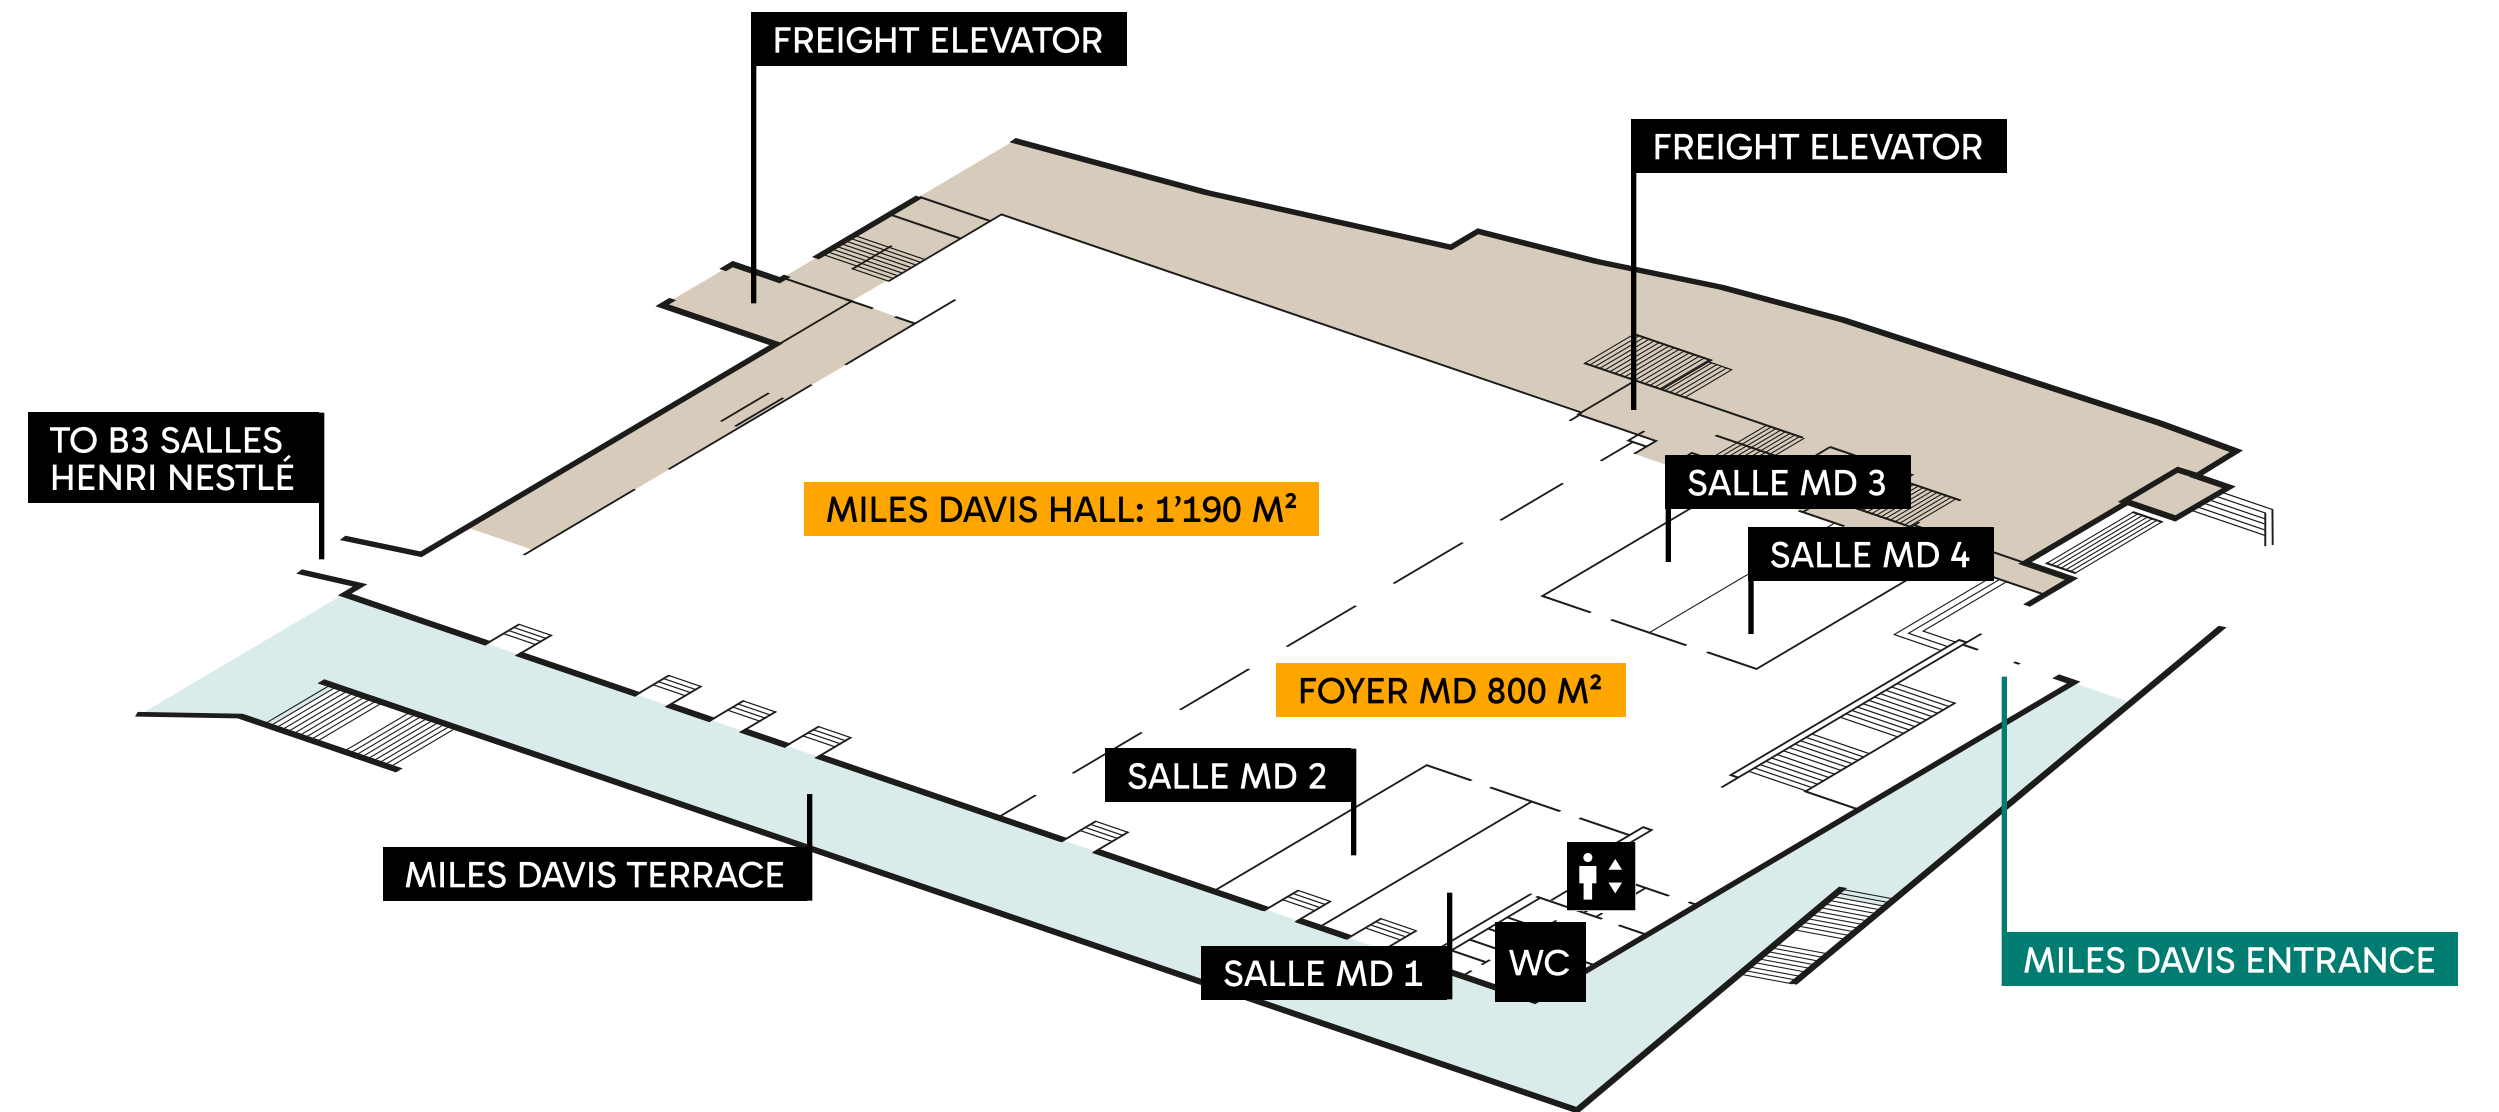 FREIGHT ELEVATOR
FREIGHT ELEVATOR
TO B3 SALLES
HENRI NESTLÉ
SALLE MD 3
MILES DAVIS HALL: 1’190 M²
SALLE MD 4
FOYER MD 800 M²
SALLE MD 2
MILES DAVIS TERRACE
WC
SALLE MD 1
MILES DAVIS ENTRANCE